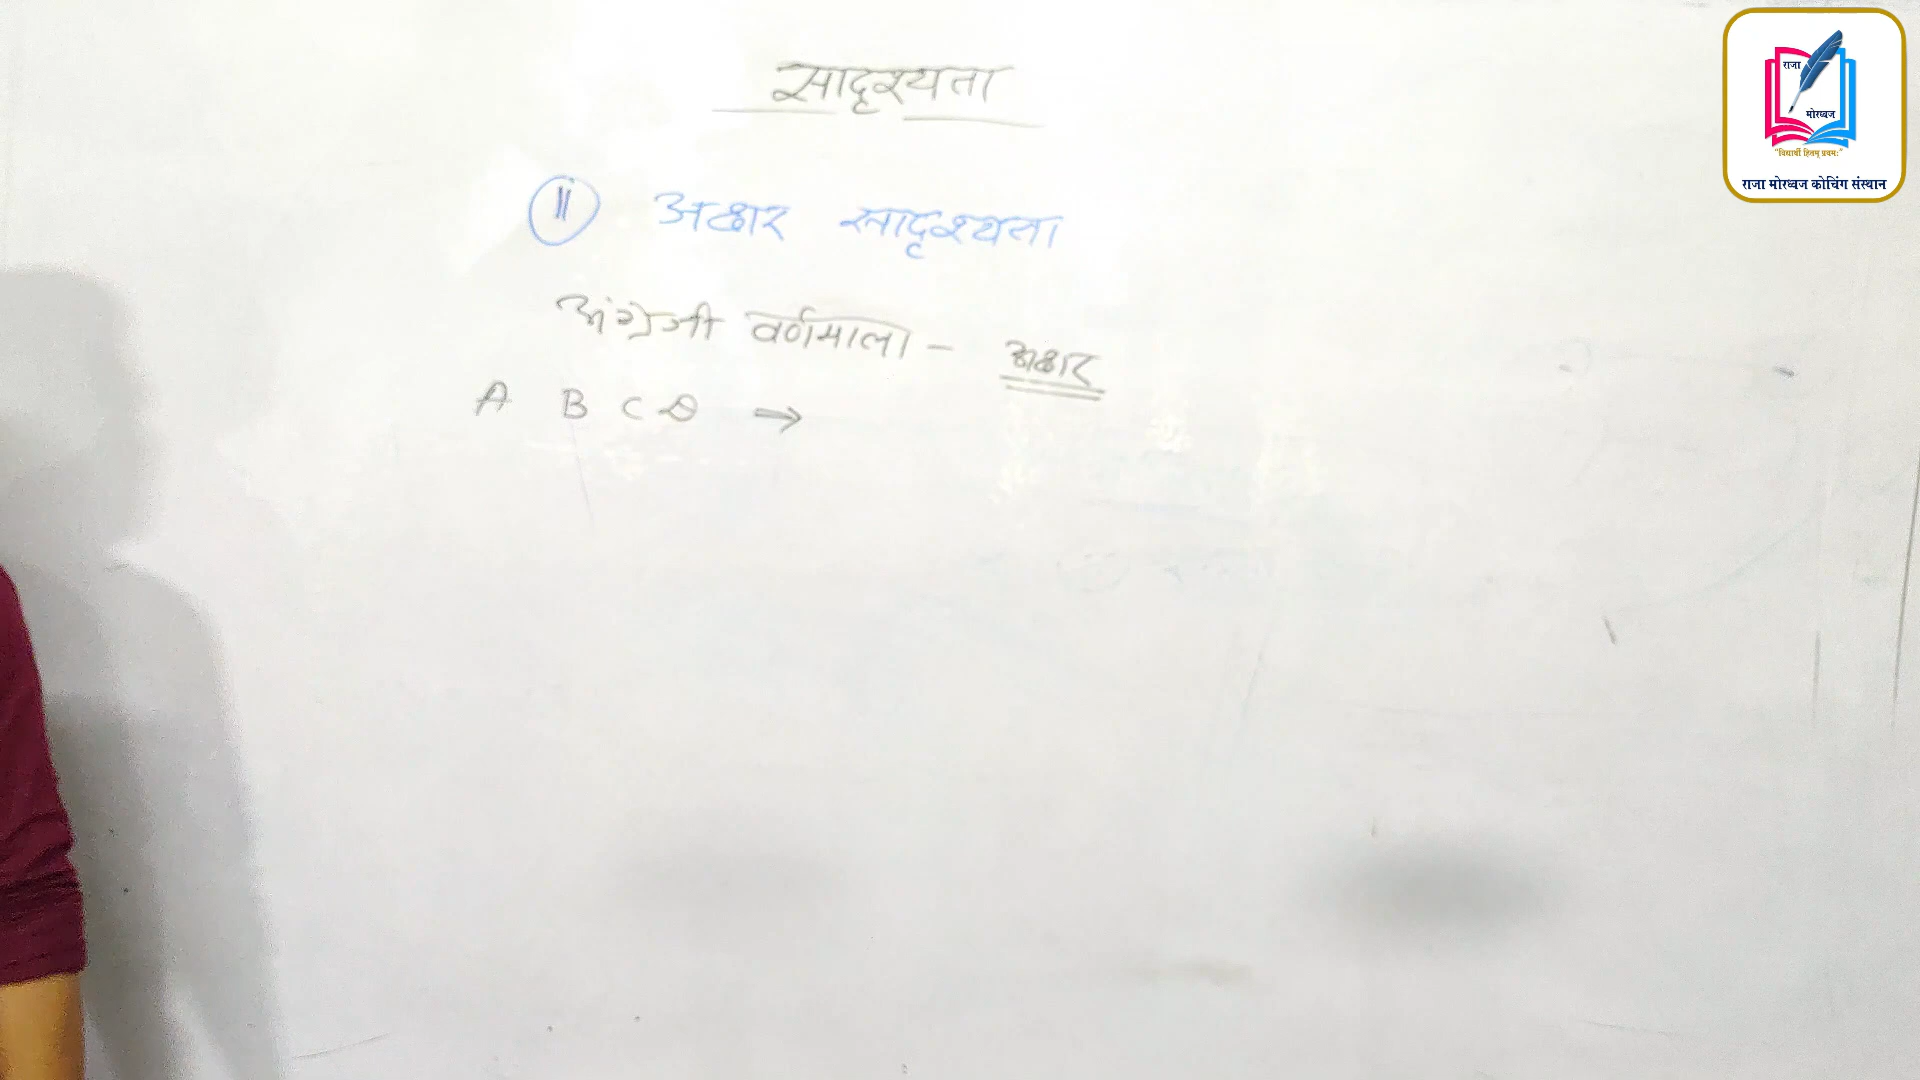 सादृश्यता
II अक्षर सादृश्यता
अंग्रेजी वर्णमाला - अक्षर
A B C D →
राजा
मोरध्वज
"विद्यार्थी हितम् प्रथमः"
राजा मोरध्वज कोचिंग संस्थान